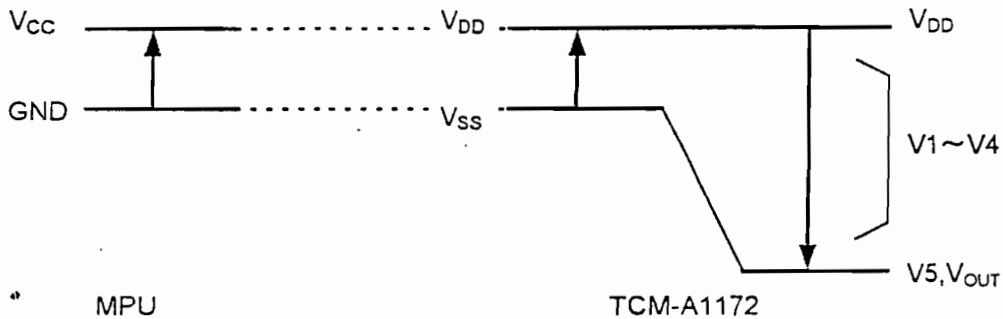 VCC VDD VDD
GND VSS
V1~V4
V5,VOUT
MPU TCM-A1172